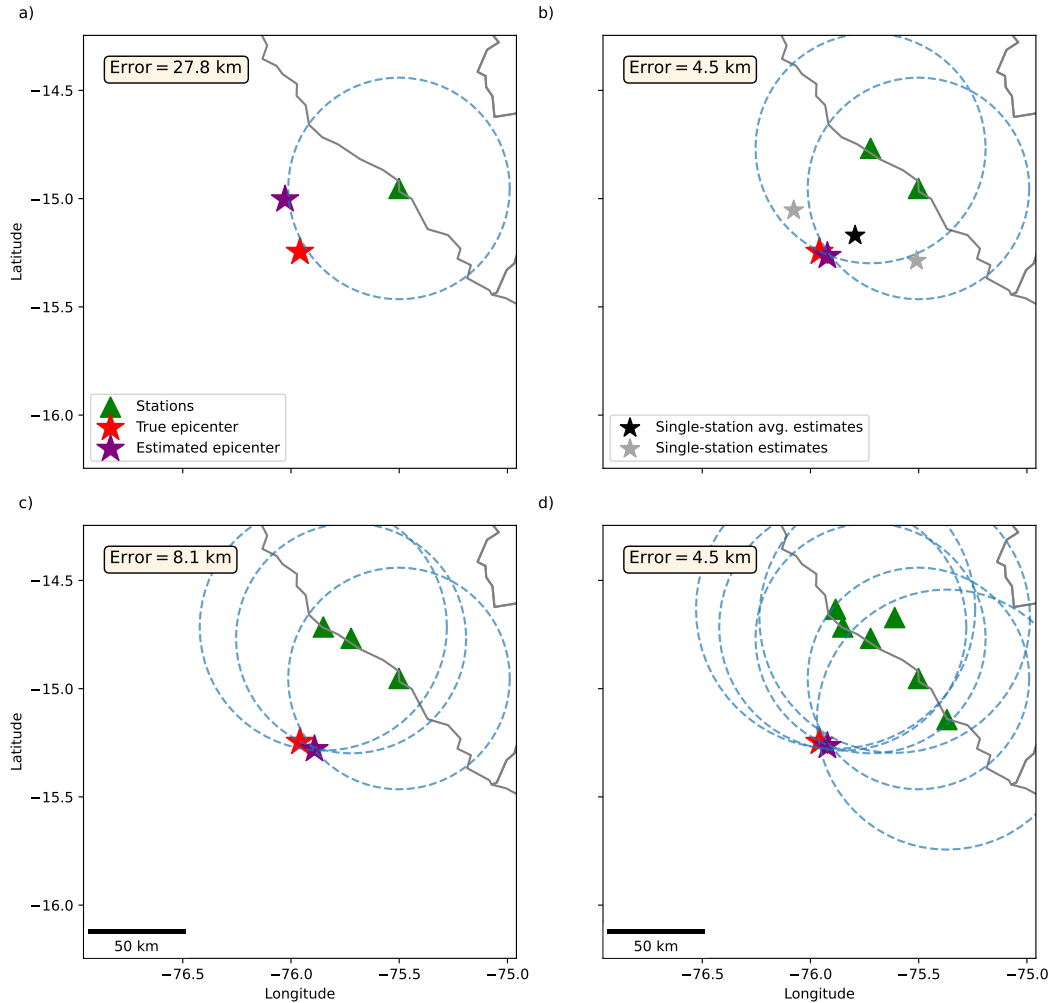 a)
b)
Error = 27.8 km
Error = 4.5 km
−14.5
−15.0
−15.5
−16.0
Latitude
Stations
True epicenter
Estimated epicenter
Single-station avg. estimates
Single-station estimates
c)
d)
Error = 8.1 km
Error = 4.5 km
−14.5
−15.0
−15.5
−16.0
Latitude
50 km
50 km
−76.5
−76.0
−75.5
−75.0
−76.5
−76.0
−75.5
−75.0
Longitude
Longitude